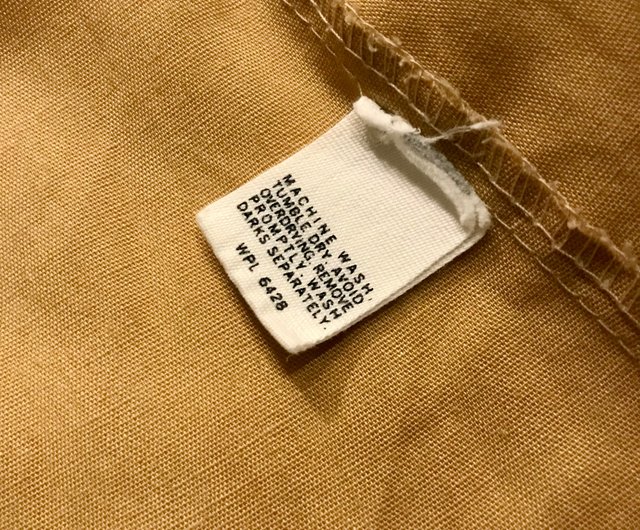 MACHINE WASH.
TUMBLE DRY. AVOID
OVERDRYING. REMOVE
PROMPTLY. WASH
DARKS SEPARATELY.
WPL 6428